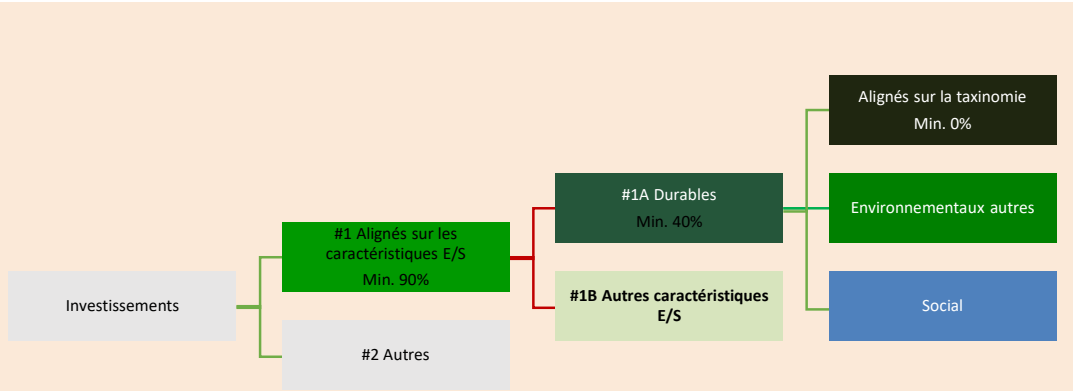 Investissements
#1 Alignés sur les
caractéristiques E/S
Min. 90%
#2 Autres
#1A Durables
Min. 40%
#1B Autres caractéristiques
E/S
Alignés sur la taxinomie
Min. 0%
Environnementaux autres
Social